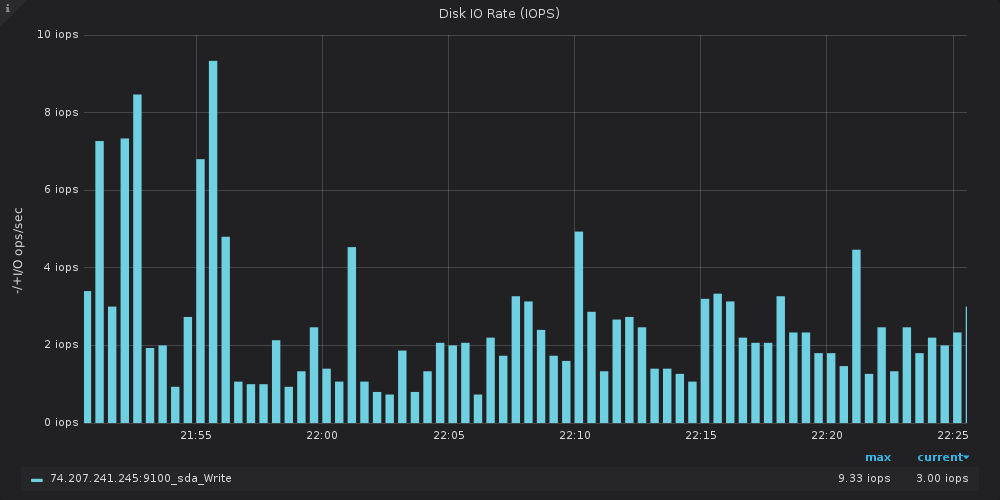 i
Disk IO Rate (IOPS)
-/+I/O ops/sec
10 iops
8 iops
6 iops
4 iops
2 iops
0 iops
21:55 22:00 22:05 22:10 22:15 22:20 22:25
max current
74.207.241.245:9100_sda_Write 9.33 iops 3.00 iops